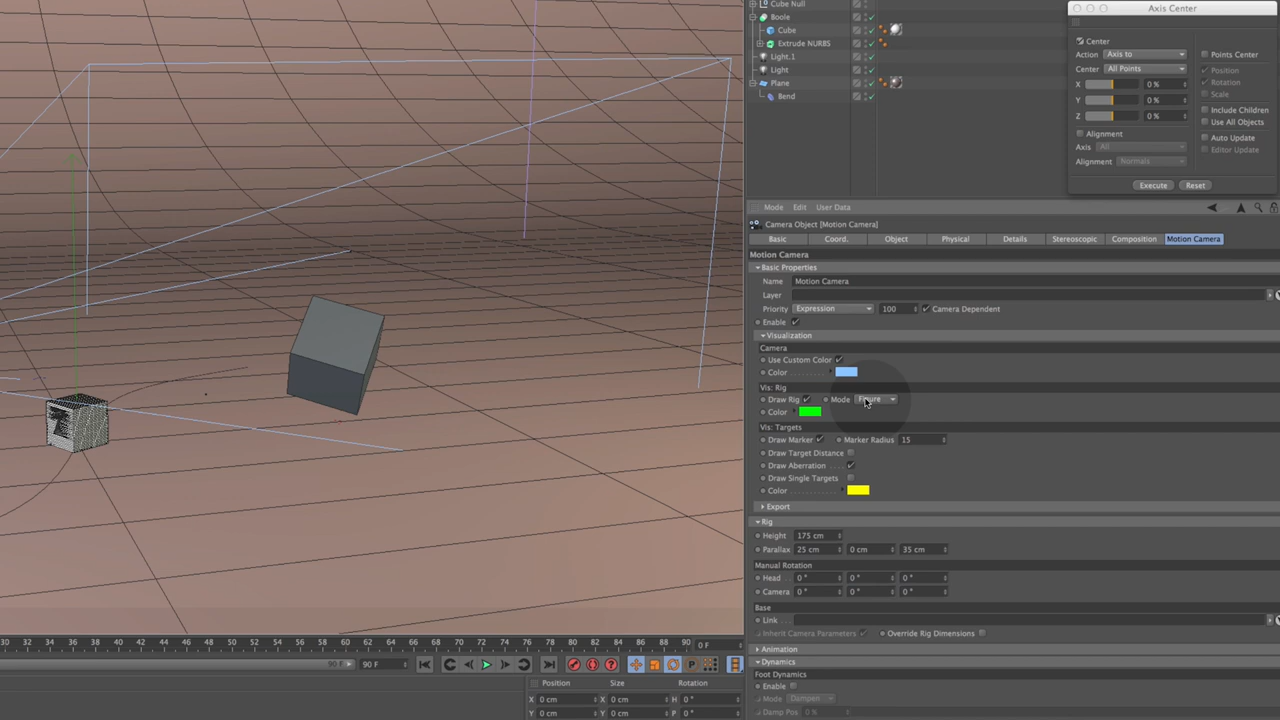 Cube Null
Boole
Cube
Extrude NURBS
Light.1
Light
Plane
Bend
Axis Center
Center
Action Axis to
Points Center
Center All Points
Position
X 0 %
Rotation
Y 0 %
Scale
Z 0 %
Include Children
Use All Objects
Alignment
Auto Update
Axis All
Editor Update
Alignment Normals
Execute Reset
Mode Edit User Data
Camera Object [Motion Camera]
Basic Coord. Object Physical Details Stereoscopic Composition Motion Camera
Motion Camera
Basic Properties
Name Motion Camera
Layer
Priority Expression 100 Camera Dependent
Enable
Visualization
Camera
Use Custom Color
Color
Vis: Rig
Draw Rig Mode Figure
Color
Vis: Targets
Draw Marker Marker Radius 15
Draw Target Distance
Draw Aberration
Draw Single Targets
Color
Export
Rig
Height 175 cm
Parallax 25 cm 0 cm 35 cm
Manual Rotation
Head 0 ° 0 ° 0 °
Camera 0 ° 0 ° 0 °
Base
Link
Inherit Camera Parameters Override Rig Dimensions
Animation
Dynamics
Foot Dynamics
Enable
Mode Dampen
Damp Pos 0 %
30 32 34 36 38 40 42 44 46 48 50 52 54 56 58 60 62 64 66 68 70 72 74 76 78 80 82 84 86 88 90 0 F
90 F 90 F
Position Size Rotation
X 0 cm X 0 cm H 0 °
Y 0 cm Y 0 cm P 0 °